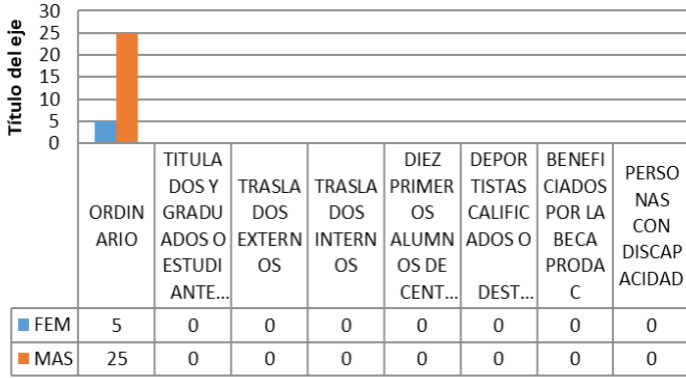 Título del eje
30
25
20
15
10
5
0
ORDIN
ARIO
TITULA
DOS Y
GRADU
ADOS O
ESTUDI
ANTE...
TRASLA
DOS
EXTERN
OS
TRASLA
DOS
INTERN
OS
DIEZ
PRIMER
OS
ALUMN
OS DE
CENT...
DEPOR
TISTAS
CALIFIC
ADOS O
DEST...
BENEFI
CIADOS
POR LA
BECA
PRODA
C
PERSO
NAS
CON
DISCAP
ACIDAD
FEM 5 0 0 0 0 0 0 0
MAS 25 0 0 0 0 0 0 0